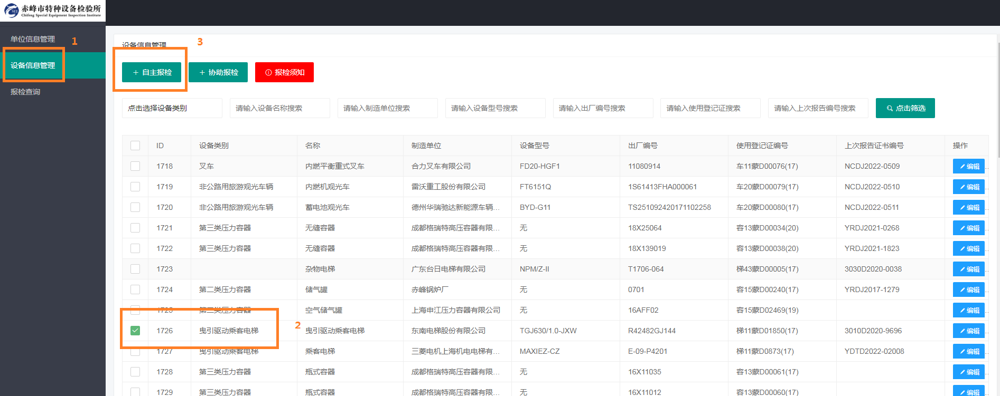 赤峰市特种设备检验所
Chifeng Special Equipment Inspection Institute
单位信息管理
1
设备信息管理
报检查询
设备信息管理
3
+ 自主报检
+ 协助报检
报检须知
点击选择设备类别 请输入设备名称搜索 请输入制造单位搜索 请输入设备型号搜索 请输入出厂编号搜索 请输入使用登记证搜索 请输入上次报告编号搜索 点击筛选
ID 设备类别 名称 制造单位 设备型号 出厂编号 使用登记证编号 上次报告证书编号 操作
1718 叉车 内燃平衡重式叉车 合力叉车有限公司 FD20-HGF1 11080914 车11蒙D00076(17) NCDJ2022-0509 编辑
1719 非公路用旅游观光车辆 内燃机观光车 雷沃重工股份有限公司 FT6151Q 1S61413FHA000061 车20蒙D00079(17) NCDJ2022-0510 编辑
1720 非公路用旅游观光车辆 蓄电池观光车 德州华瑞驰达新能源车辆... BYD-G11 TS251092420171102258 车20蒙D00080(17) NCDJ2022-0511 编辑
1721 第三类压力容器 无缝容器 成都格瑞特高压容器有限... 无 18X25064 容13蒙D00034(20) YRDJ2021-0268 编辑
1722 第三类压力容器 无缝容器 成都格瑞特高压容器有限... 无 18X139019 容13蒙D00038(20) YRDJ2021-1823 编辑
1723 杂物电梯 广东台日电梯有限公司 NPM/Z-II T1706-064 梯43蒙D00005(17) 3030D2020-0038 编辑
1724 第二类压力容器 储气罐 赤峰锅炉厂 无 0701 容15蒙D00240(17) YRDJ2017-1279 编辑
1725 第二类压力容器 空气储气罐 上海申江压力容器有限公司 无 16AFF02 容15蒙D02469(19) 编辑
1726 曳引驱动乘客电梯 2 曳引驱动乘客电梯 东南电梯股份有限公司 TGJ630/1.0-JXW R42482GJ144 梯11蒙D01850(17) 3010D2020-9696 编辑
1727 曳引驱动乘客电梯 乘客电梯 三菱电机上海机电电梯有... MAXIEZ-CZ E-09-P4201 梯11蒙D0873(17) YDTD2022-02008 编辑
1728 第三类压力容器 瓶式容器 成都格瑞特高压容器有限... 无 16X11035 容13蒙D00061(17) 编辑
1729 第三类压力容器 瓶式容器 成都格瑞特高压容器有限... 无 16X11012 容13蒙D00060(17) 编辑